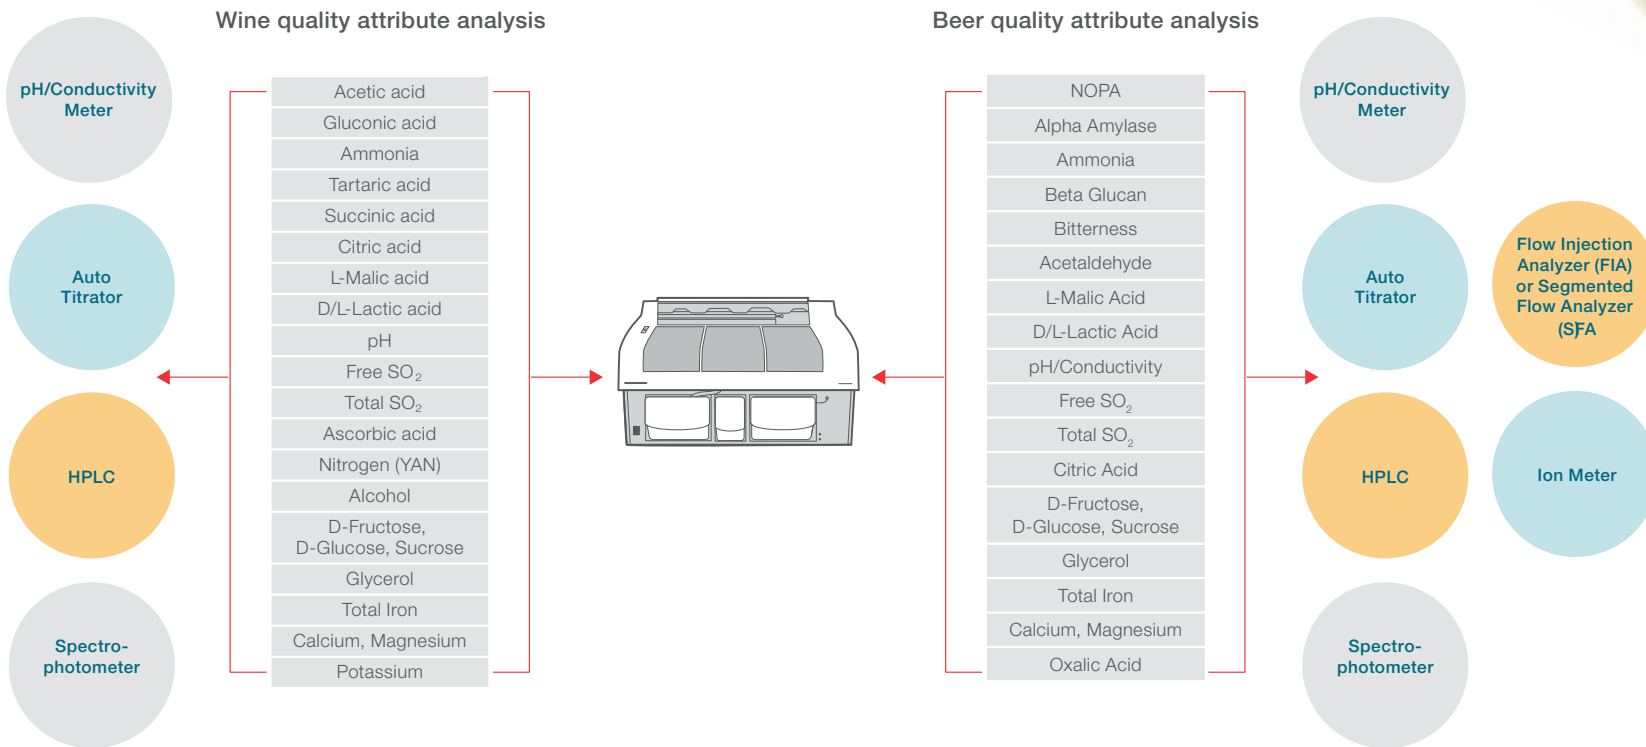 Wine quality attribute analysis
Beer quality attribute analysis
pH/Conductivity
Meter
Auto
Titrator
HPLC
Spectro-
photometer
Acetic acid
Gluconic acid
Ammonia
Tartaric acid
Succinic acid
Citric acid
L-Malic acid
D/L-Lactic acid
pH
Free SO₂
Total SO₂
Ascorbic acid
Nitrogen (YAN)
Alcohol
D-Fructose,
D-Glucose, Sucrose
Glycerol
Total Iron
Calcium, Magnesium
Potassium
NOPA
Alpha Amylase
Ammonia
Beta Glucan
Bitterness
Acetaldehyde
L-Malic Acid
D/L-Lactic Acid
pH/Conductivity
Free SO₂
Total SO₂
Citric Acid
D-Fructose,
D-Glucose, Sucrose
Glycerol
Total Iron
Calcium, Magnesium
Oxalic Acid
pH/Conductivity
Meter
Auto
Titrator
HPLC
Spectro-
photometer
Flow Injection
Analyzer (FIA)
or Segmented
Flow Analyzer
(S)FA
Ion Meter